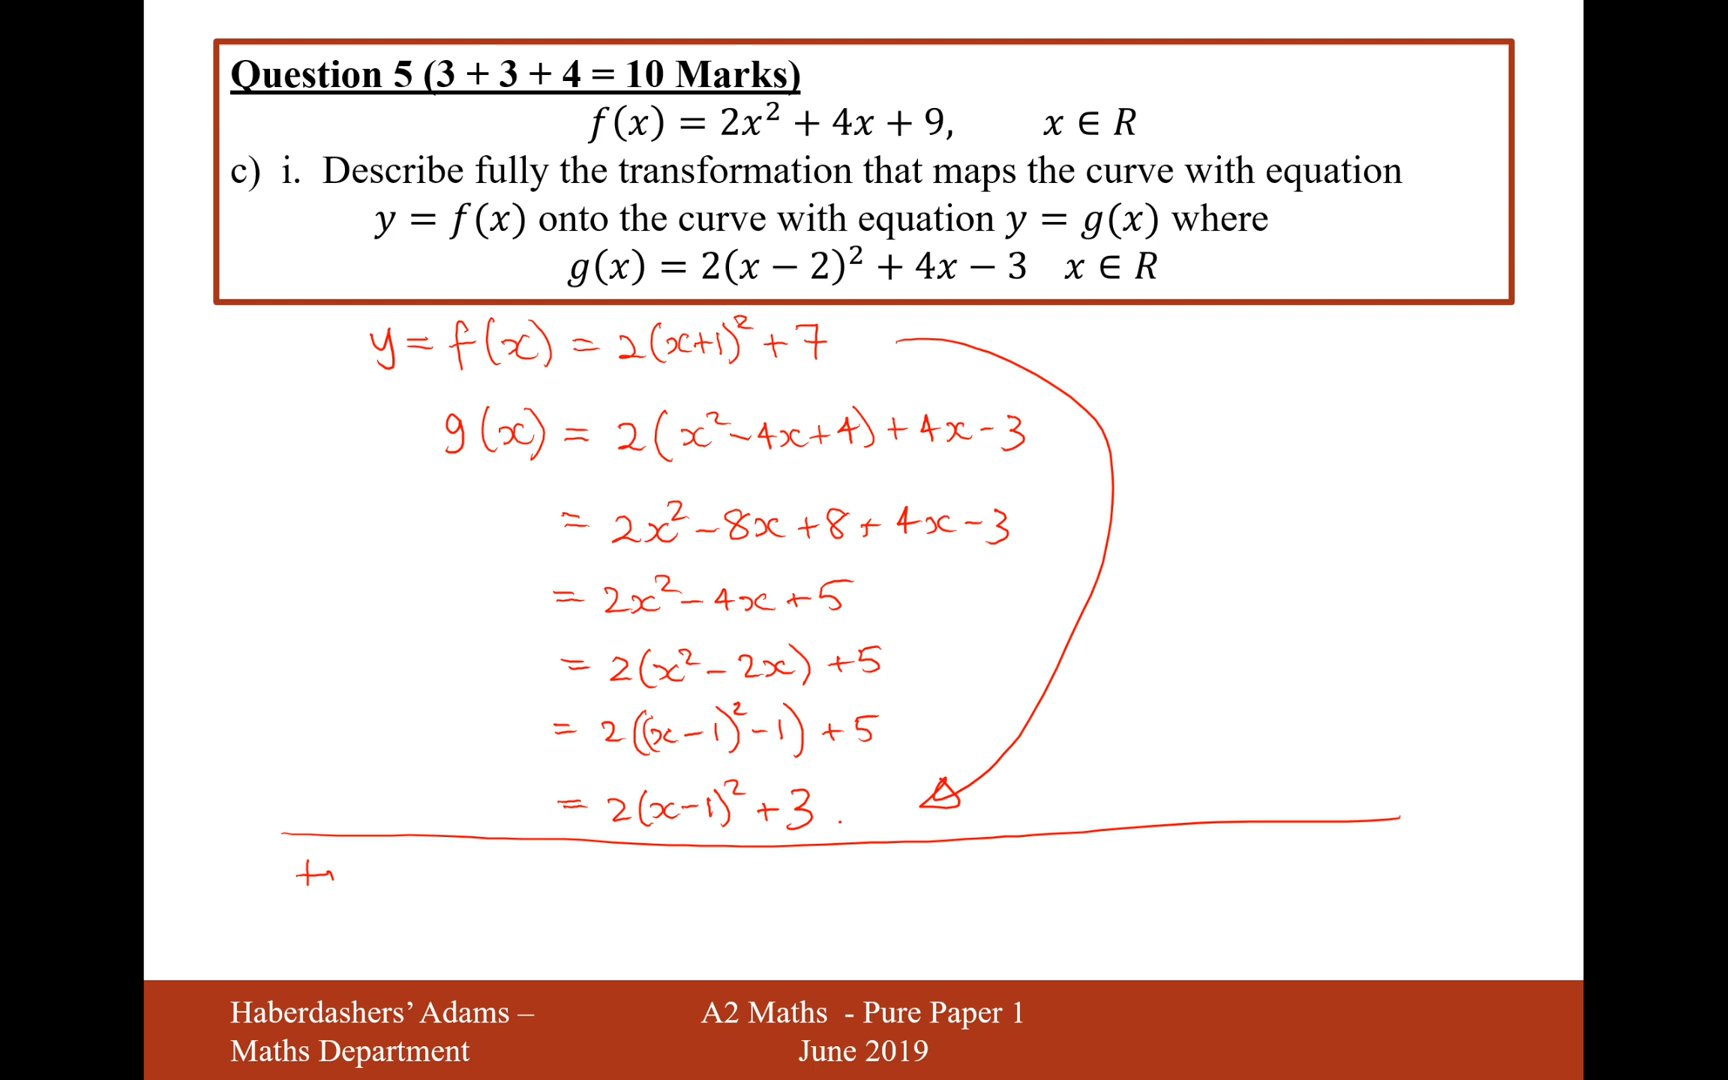 Question 5 (3 + 3 + 4 = 10 Marks)
f(x) = 2x² + 4x + 9, x ∈ R
c) i. Describe fully the transformation that maps the curve with equation
y = f(x) onto the curve with equation y = g(x) where
g(x) = 2(x − 2)² + 4x − 3 x ∈ R
y = f(x) = 2(x+1)² + 7
g(x) = 2(x² − 4x + 4) + 4x − 3
= 2x² − 8x + 8 + 4x − 3
= 2x² − 4x + 5
= 2(x² − 2x) + 5
= 2((x − 1)² − 1) + 5
= 2(x − 1)² + 3.
Haberdashers’ Adams –
Maths Department
A2 Maths - Pure Paper 1
June 2019